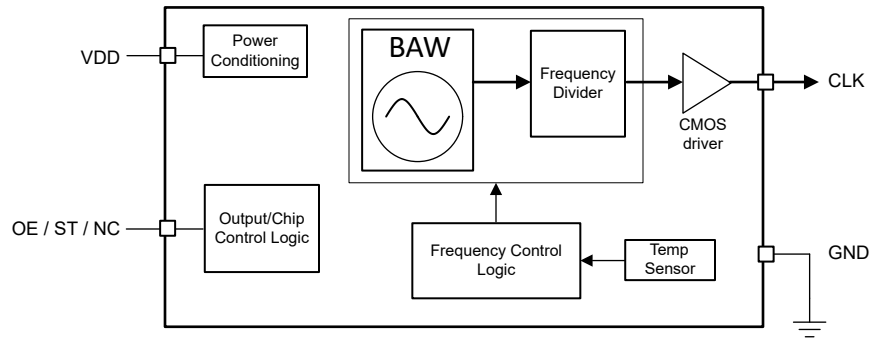 VDD
Power
Conditioning
BAW
Frequency
Divider
CMOS
driver
CLK
OE / ST / NC
Output/Chip
Control Logic
Frequency Control
Logic
Temp
Sensor
GND